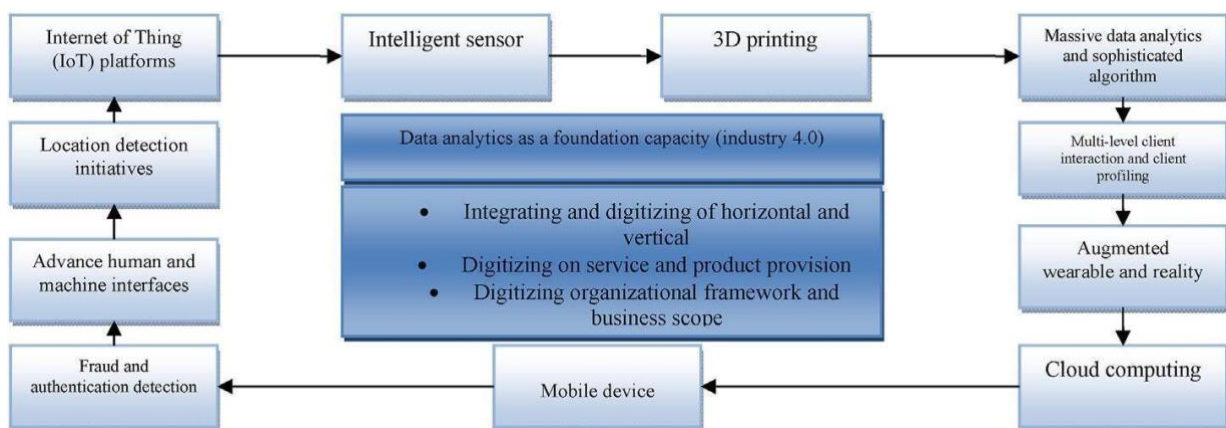 Internet of Thing
(IoT) platforms
Intelligent sensor
3D printing
Massive data analytics
and sophisticated
algorithm
Location detection
initiatives
Data analytics as a foundation capacity (industry 4.0)
Multi-level client
interaction and client
profiling
• Integrating and digitizing of horizontal and
vertical
• Digitizing on service and product provision
• Digitizing organizational framework and
business scope
Advance human and
machine interfaces
Augmented
wearable and reality
Fraud and
authentication detection
Mobile device
Cloud computing